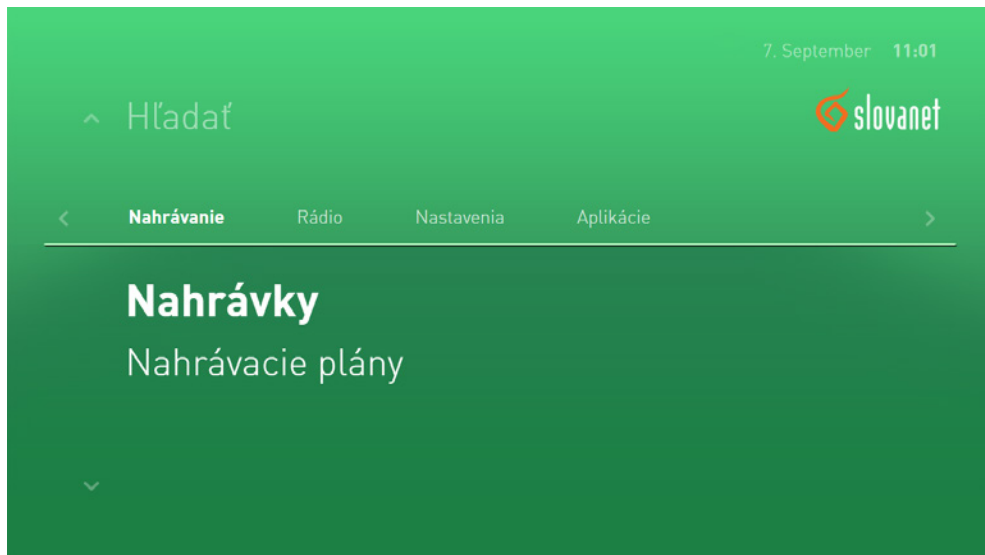 7. September 11:01
Hľadať
slovanet
Nahrávanie Rádio Nastavenia Aplikácie
Nahrávky
Nahrávacie plány